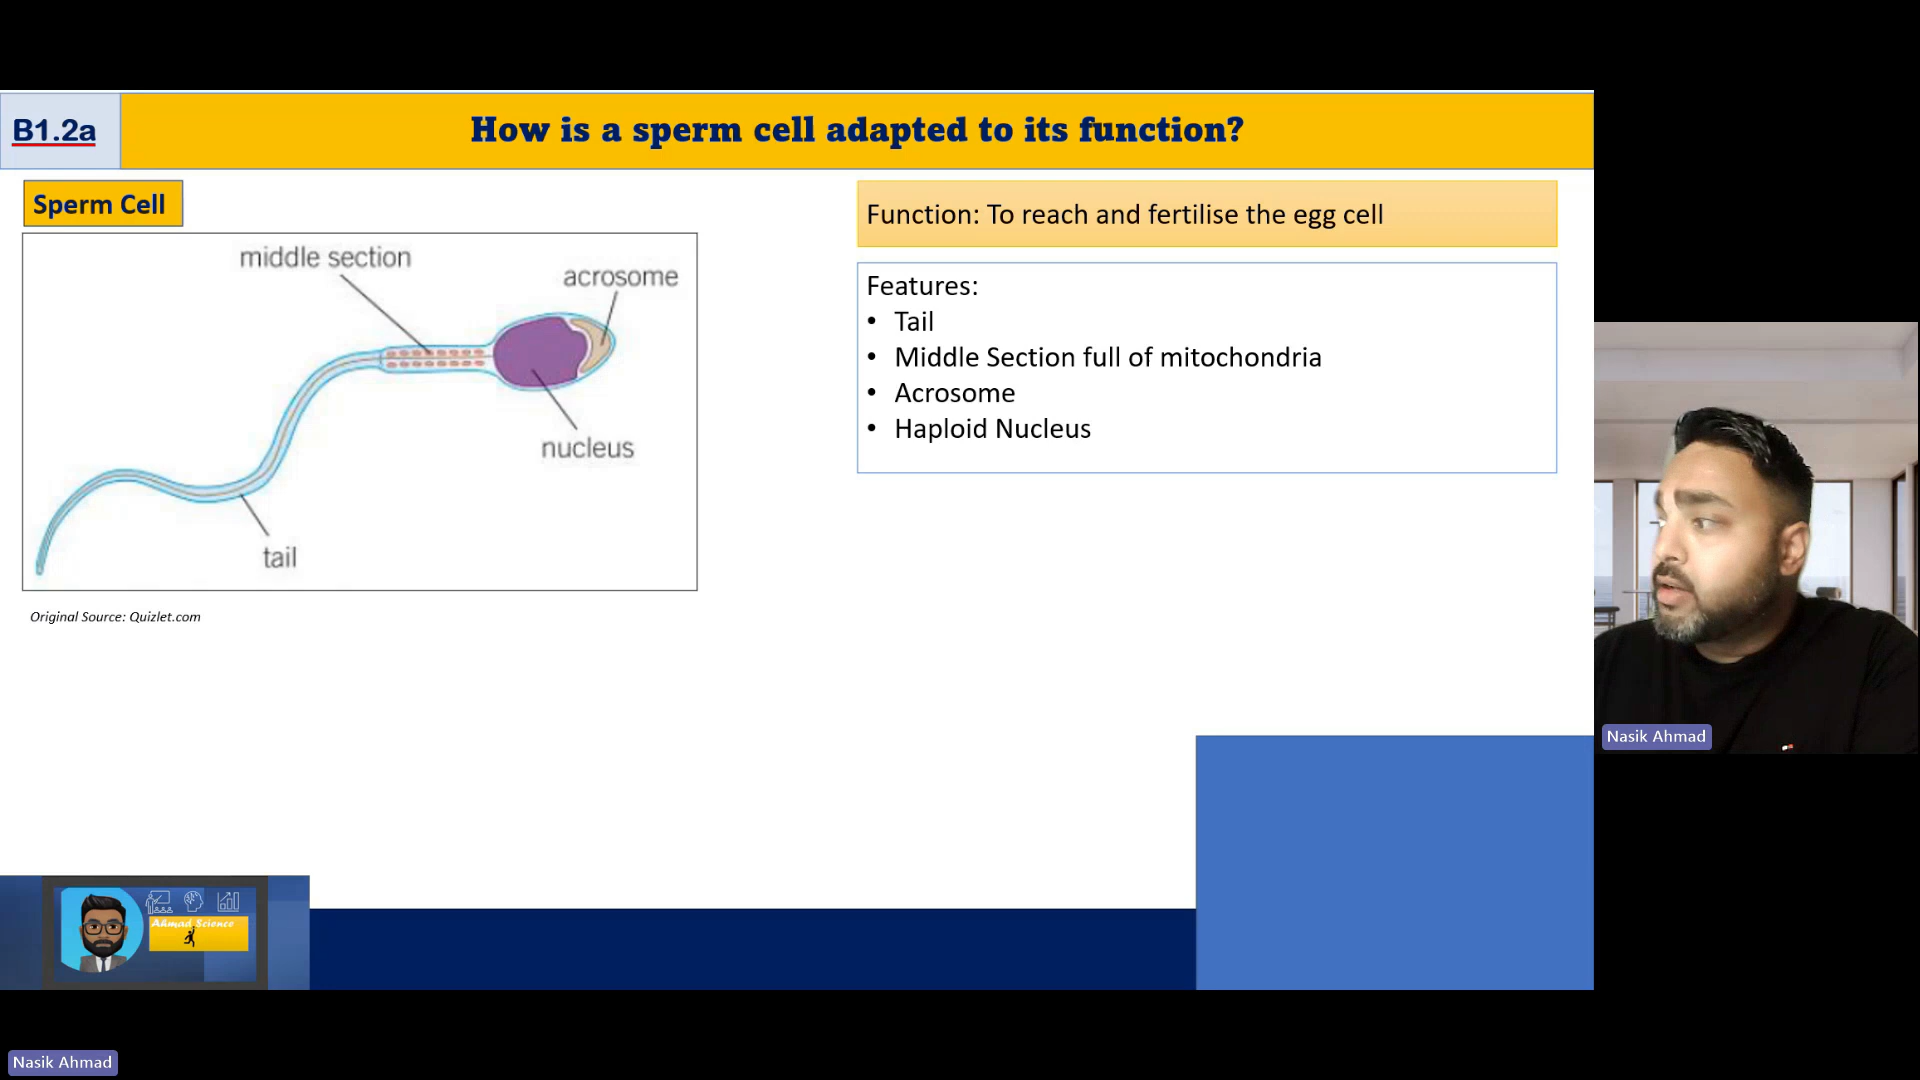 B1.2a
How is a sperm cell adapted to its function?
Sperm Cell
middle section
acrosome
nucleus
tail
Original Source: Quizlet.com
Function: To reach and fertilise the egg cell
Features:
• Tail
• Middle Section full of mitochondria
• Acrosome
• Haploid Nucleus
Ahmad Science
Nasik Ahmad
Nasik Ahmad